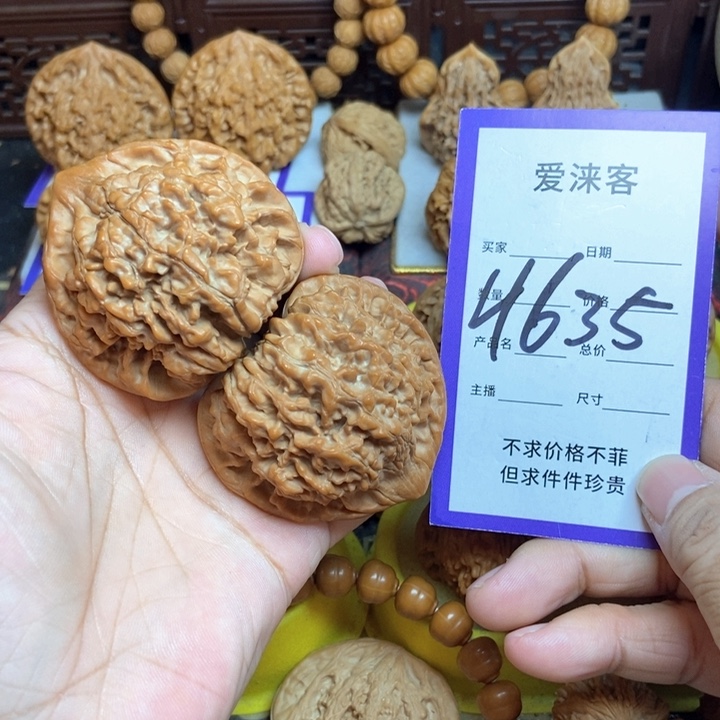 爱涞客
买家 日期
数量 价格
4635
产品名 总价
主播 尺寸
不求价格不菲
但求件件珍贵